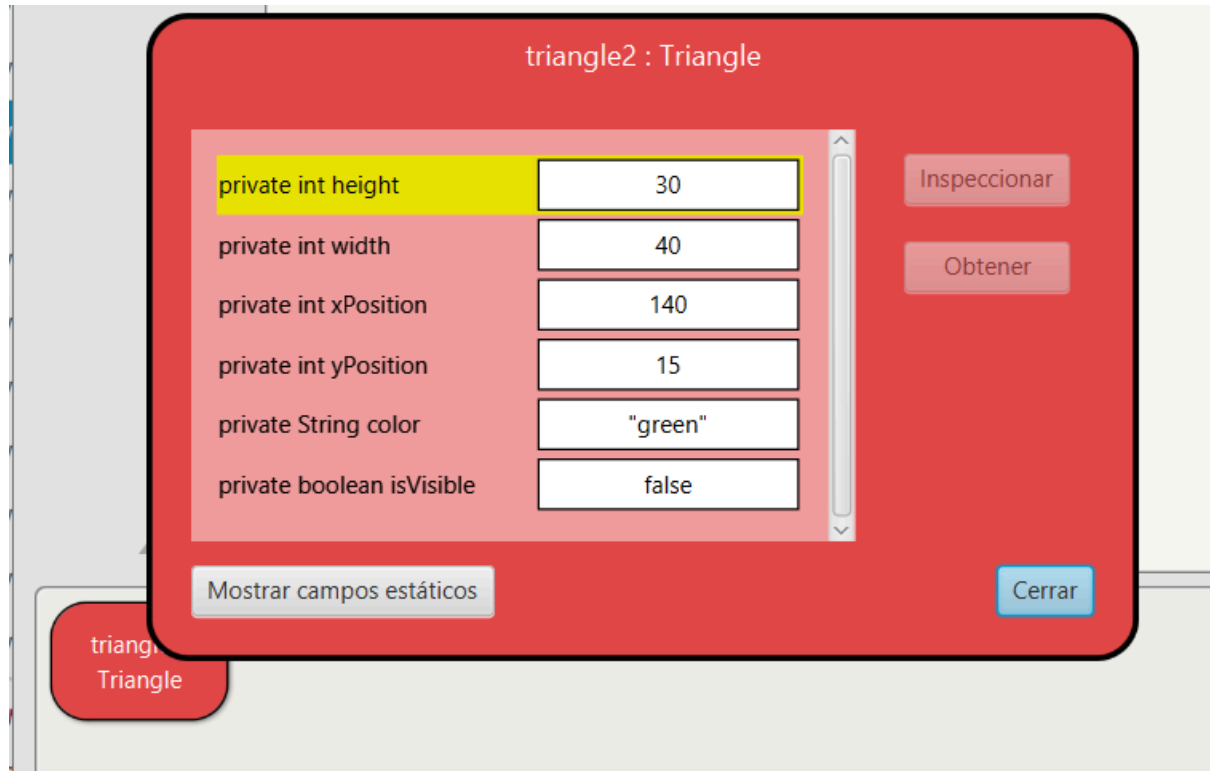 triangle2 : Triangle
private int height 30
Inspeccionar
private int width 40
Obtener
private int xPosition 140
private int yPosition 15
private String color "green"
private boolean isVisible false
Mostrar campos estáticos
Cerrar
Triangle